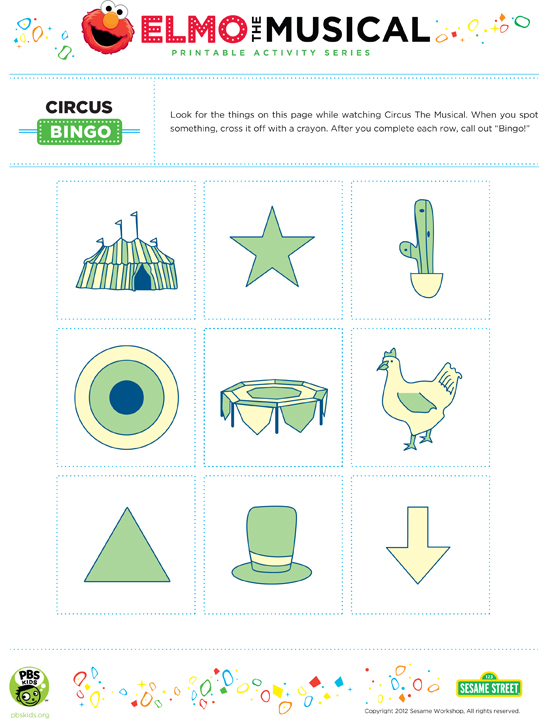 ELMO THE MUSICAL
PRINTABLE ACTIVITY SERIES
CIRCUS
BINGO
Look for the things on this page while watching Circus The Musical. When you spot
something, cross it off with a crayon. After you complete each row, call out “Bingo!”
PBS
KIDS
pbskids.org
123
SESAME STREET
Copyright 2012 Sesame Workshop, All rights reserved.